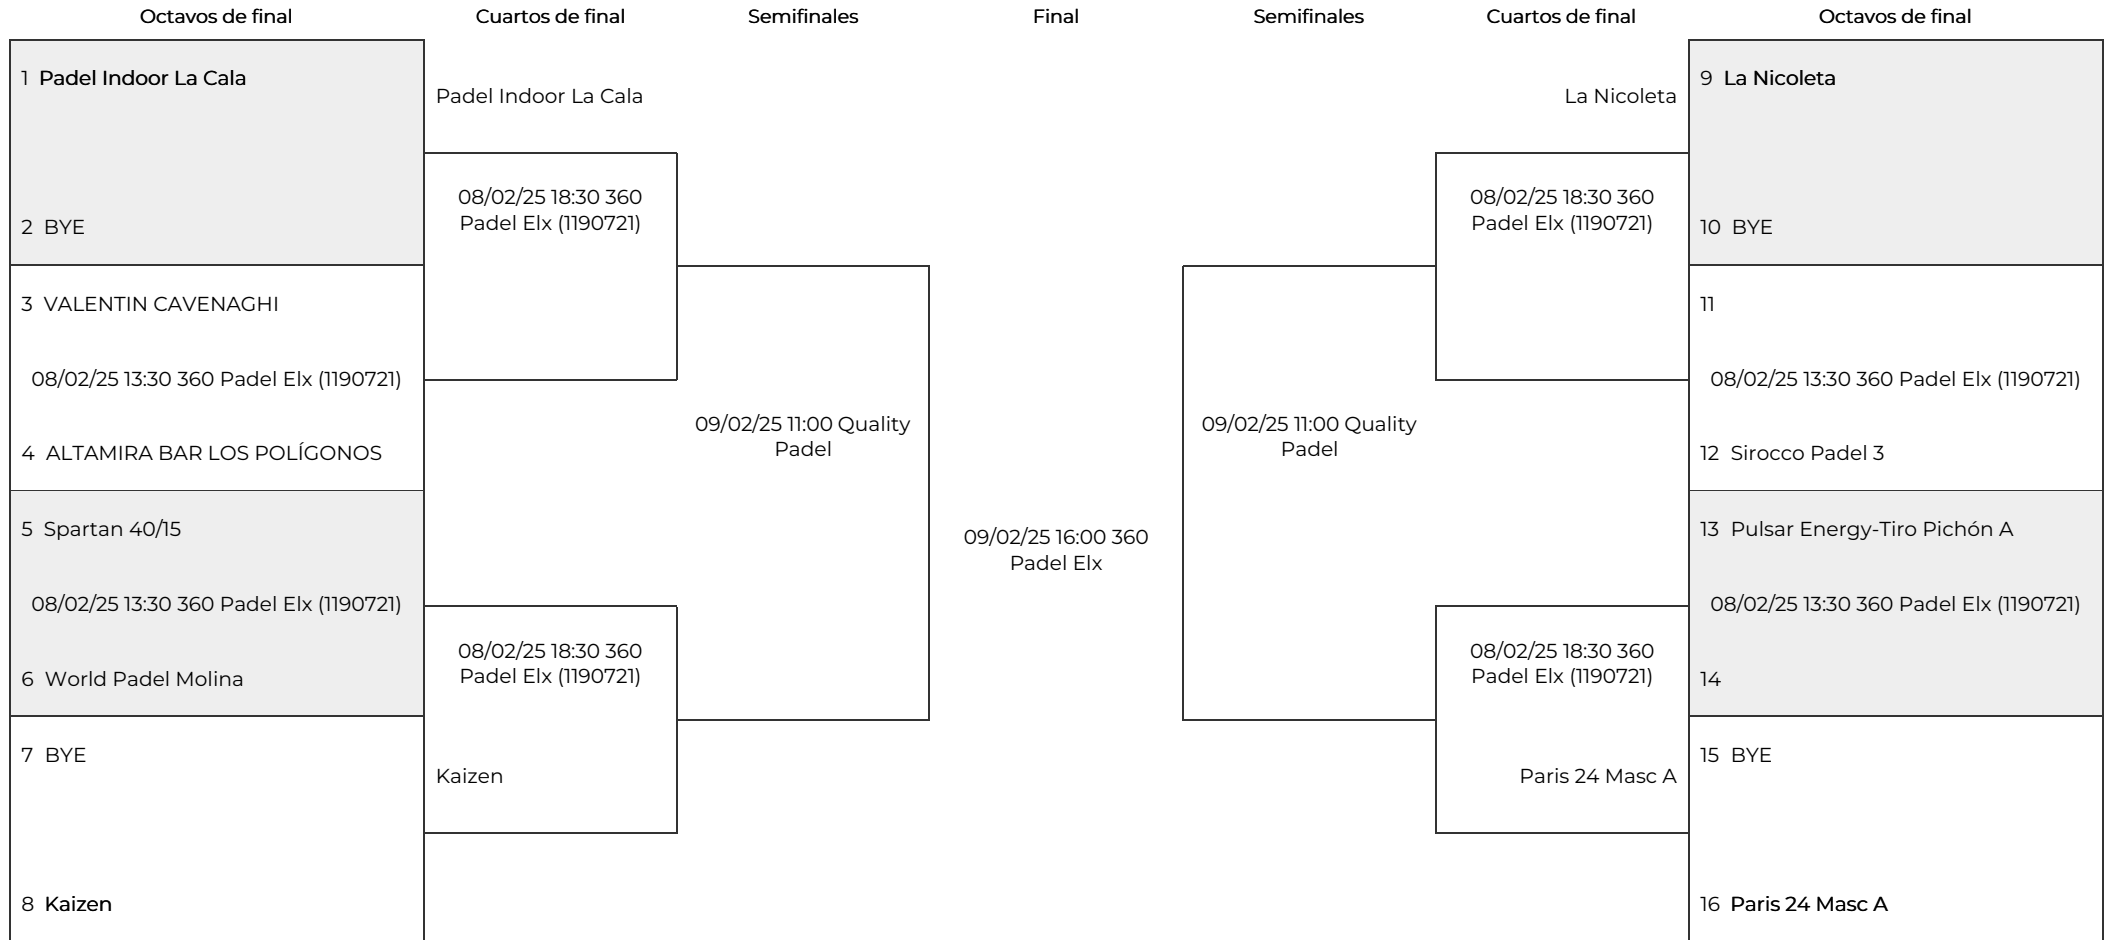 Octavos de final
Cuartos de final
Semifinales
Final
Semifinales
Cuartos de final
Octavos de final
1 Padel Indoor La Cala
2 BYE
3 VALENTIN CAVENAGHI
08/02/25 13:30 360 Padel Elx (1190721)
4 ALTAMIRA BAR LOS POLÍGONOS
5 Spartan 40/15
08/02/25 13:30 360 Padel Elx (1190721)
6 World Padel Molina
7 BYE
8 Kaizen
Padel Indoor La Cala
08/02/25 18:30 360
Padel Elx (1190721)
08/02/25 18:30 360
Padel Elx (1190721)
Kaizen
09/02/25 11:00 Quality
Padel
09/02/25 16:00 360
Padel Elx
09/02/25 11:00 Quality
Padel
La Nicoleta
08/02/25 18:30 360
Padel Elx (1190721)
08/02/25 18:30 360
Padel Elx (1190721)
Paris 24 Masc A
9 La Nicoleta
10 BYE
11
08/02/25 13:30 360 Padel Elx (1190721)
12 Sirocco Padel 3
13 Pulsar Energy-Tiro Pichón A
08/02/25 13:30 360 Padel Elx (1190721)
14
15 BYE
16 Paris 24 Masc A